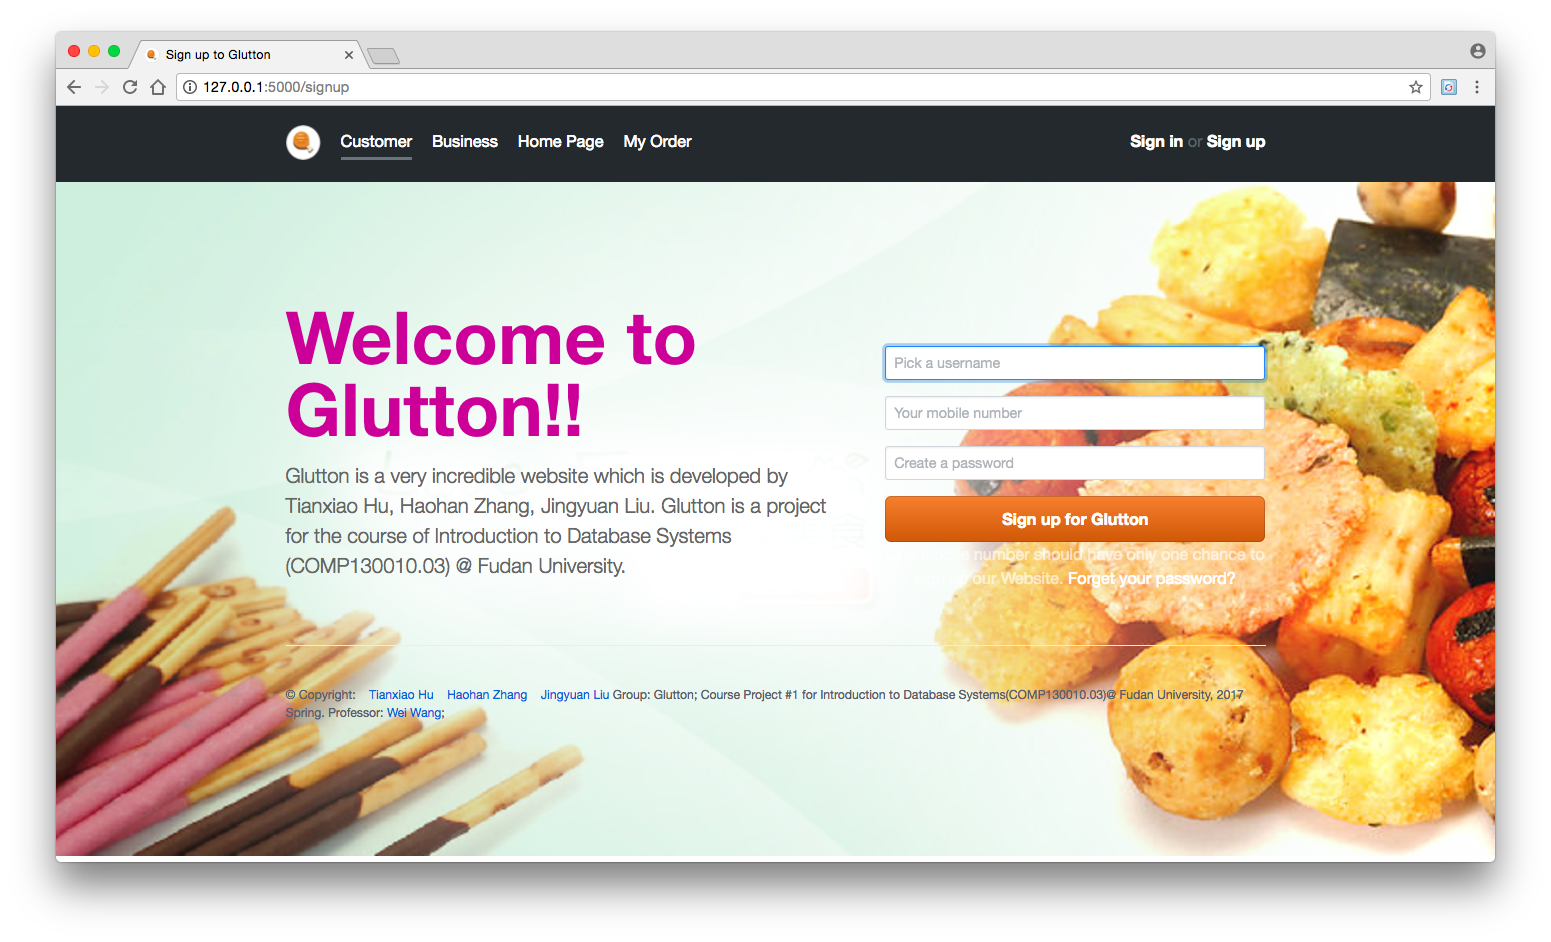 Sign up to Glutton
127.0.0.1:5000/signup
Customer Business Home Page My Order Sign in or Sign up
Welcome to
Glutton!!
Glutton is a very incredible website which is developed by
Tianxiao Hu, Haohan Zhang, Jingyuan Liu. Glutton is a project
for the course of Introduction to Database Systems
(COMP130010.03) @ Fudan University.
Pick a username
Your mobile number
Create a password
Sign up for Glutton
number should have only one chance to
our Website. Forget your password?
© Copyright: Tianxiao Hu Haohan Zhang Jingyuan Liu Group: Glutton; Course Project #1 for Introduction to Database Systems(COMP130010.03)@ Fudan University, 2017
Spring. Professor: Wei Wang;